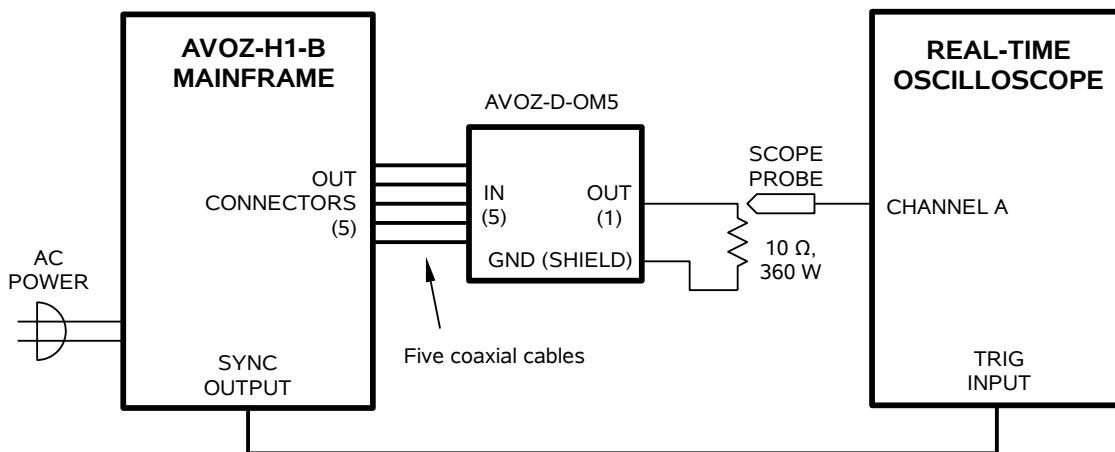 AVOZ-H1-B
MAINFRAME
REAL-TIME
OSCILLOSCOPE
AVOZ-D-OM5
SCOPE
PROBE
OUT
CONNECTORS
(5)
IN
(5)
OUT
(1)
CHANNEL A
GND (SHIELD)
10 Ω,
360 W
AC
POWER
Five coaxial cables
SYNC
OUTPUT
TRIG
INPUT